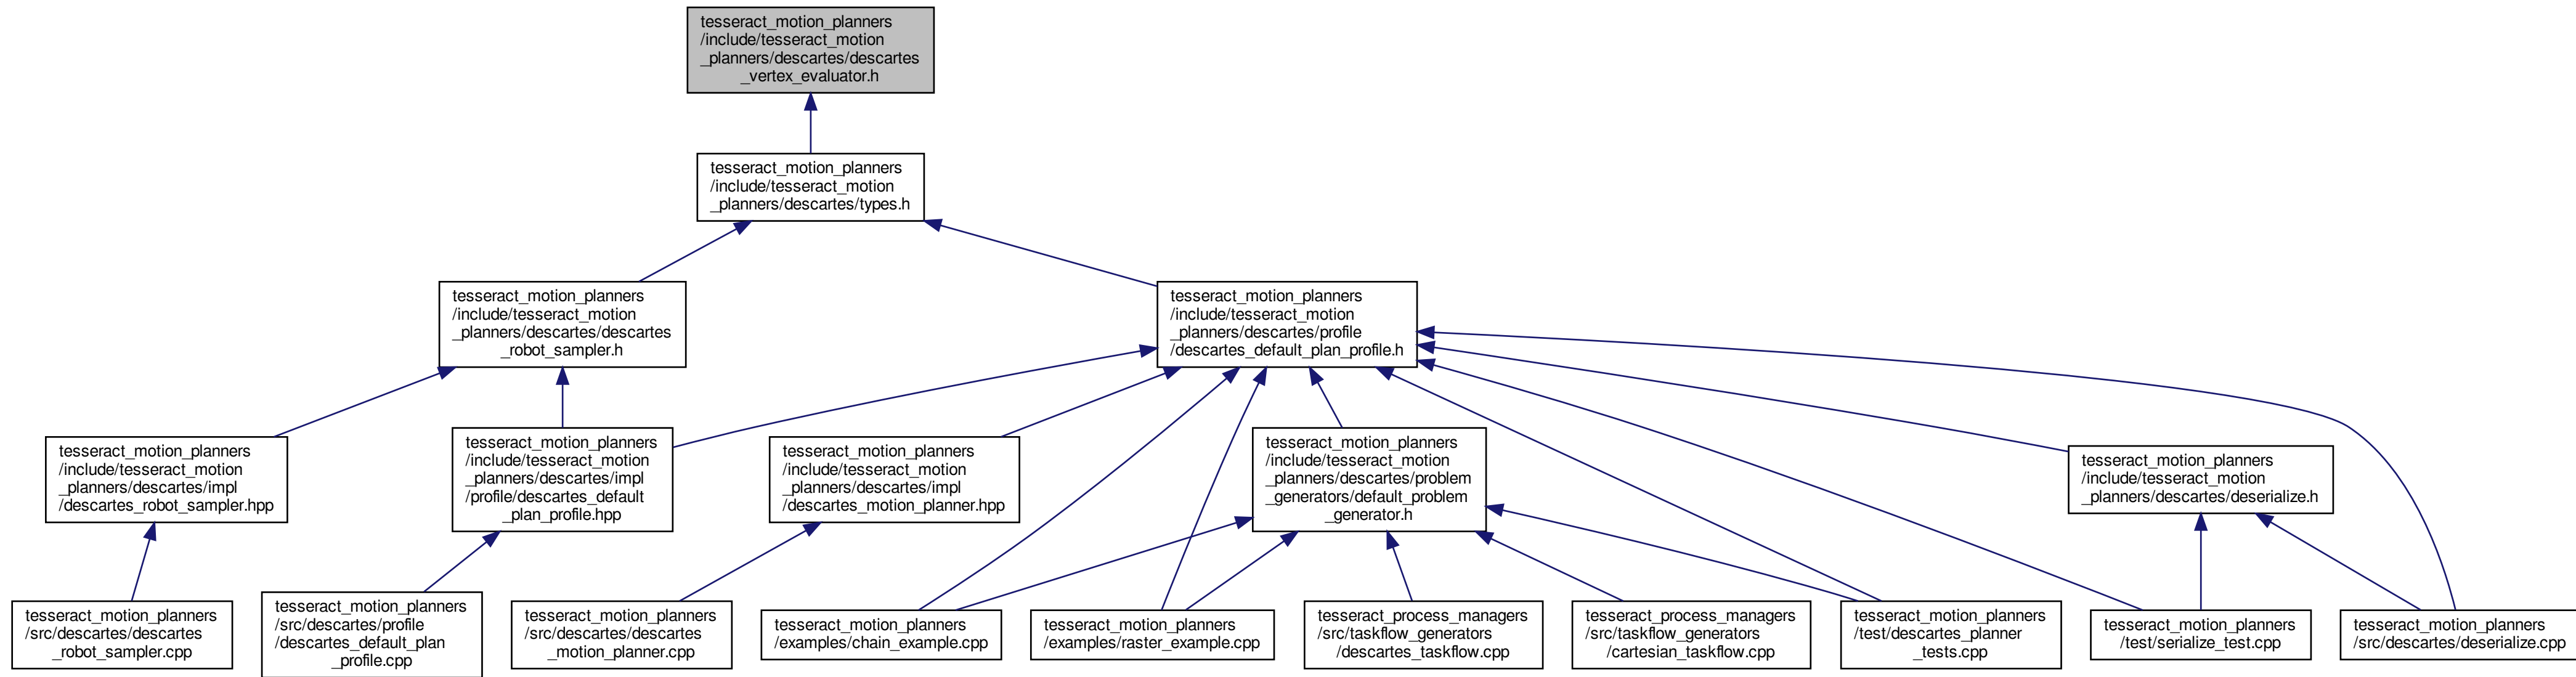 tesseract_motion_planners
/include/tesseract_motion
_planners/descartes/descartes
_vertex_evaluator.h
tesseract_motion_planners
/include/tesseract_motion
_planners/descartes/types.h
tesseract_motion_planners
/include/tesseract_motion
_planners/descartes/descartes
_robot_sampler.h
tesseract_motion_planners
/include/tesseract_motion
_planners/descartes/profile
/descartes_default_plan_profile.h
tesseract_motion_planners
/include/tesseract_motion
_planners/descartes/impl
/descartes_robot_sampler.hpp
tesseract_motion_planners
/include/tesseract_motion
_planners/descartes/impl
/profile/descartes_default
_plan_profile.hpp
tesseract_motion_planners
/include/tesseract_motion
_planners/descartes/impl
/descartes_motion_planner.hpp
tesseract_motion_planners
/include/tesseract_motion
_planners/descartes/problem
_generators/default_problem
_generator.h
tesseract_motion_planners
/include/tesseract_motion
_planners/descartes/deserialize.h
tesseract_motion_planners
/src/descartes/descartes
_robot_sampler.cpp
tesseract_motion_planners
/src/descartes/profile
/descartes_default_plan
_profile.cpp
tesseract_motion_planners
/src/descartes/descartes
_motion_planner.cpp
tesseract_motion_planners
/examples/chain_example.cpp
tesseract_motion_planners
/examples/raster_example.cpp
tesseract_process_managers
/src/taskflow_generators
/descartes_taskflow.cpp
tesseract_process_managers
/src/taskflow_generators
/cartesian_taskflow.cpp
tesseract_motion_planners
/test/descartes_planner
_tests.cpp
tesseract_motion_planners
/test/serialize_test.cpp
tesseract_motion_planners
/src/descartes/deserialize.cpp